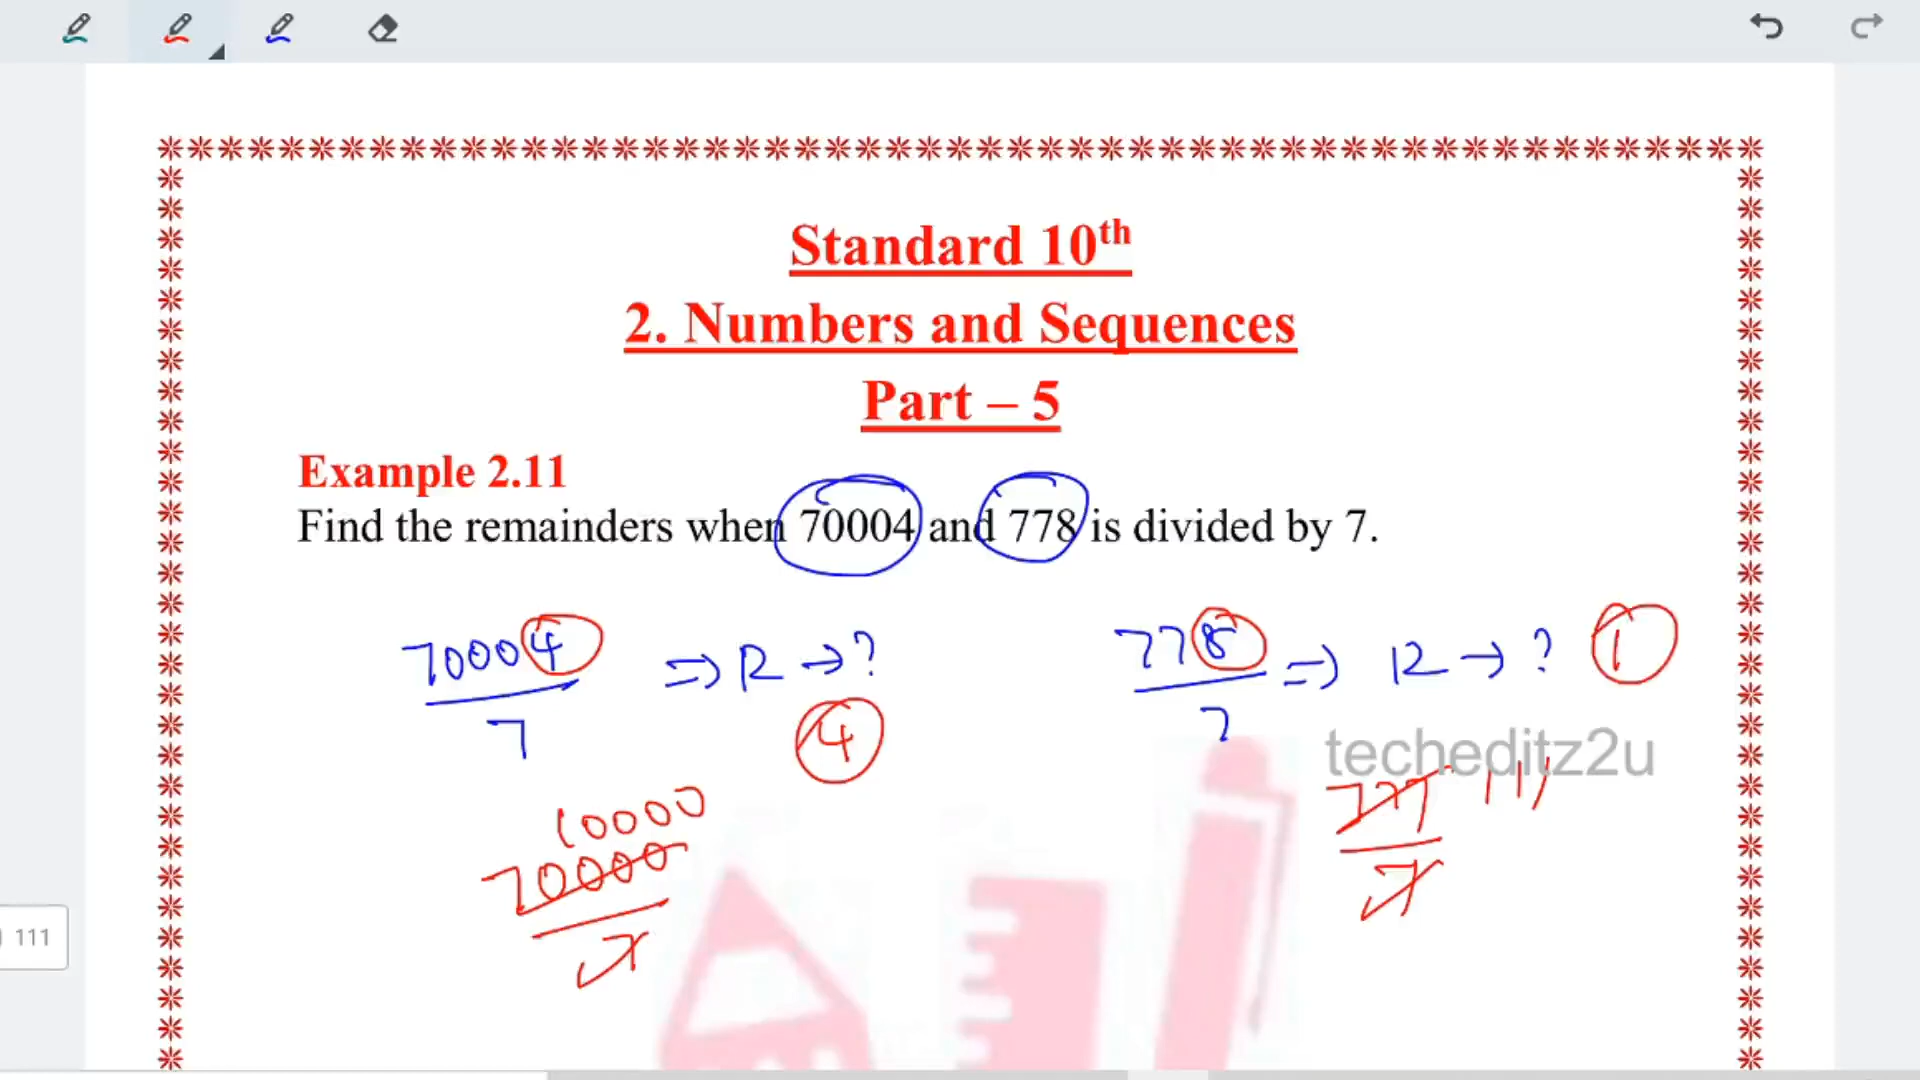 Standard 10th
2. Numbers and Sequences
Part – 5
Example 2.11
Find the remainders when 70004 and 778 is divided by 7.
70004 ⇒ R → ?
7
4
778 ⇒ R → ? 1
7
techeditz2u
10000
70000
7
777 111
7
111